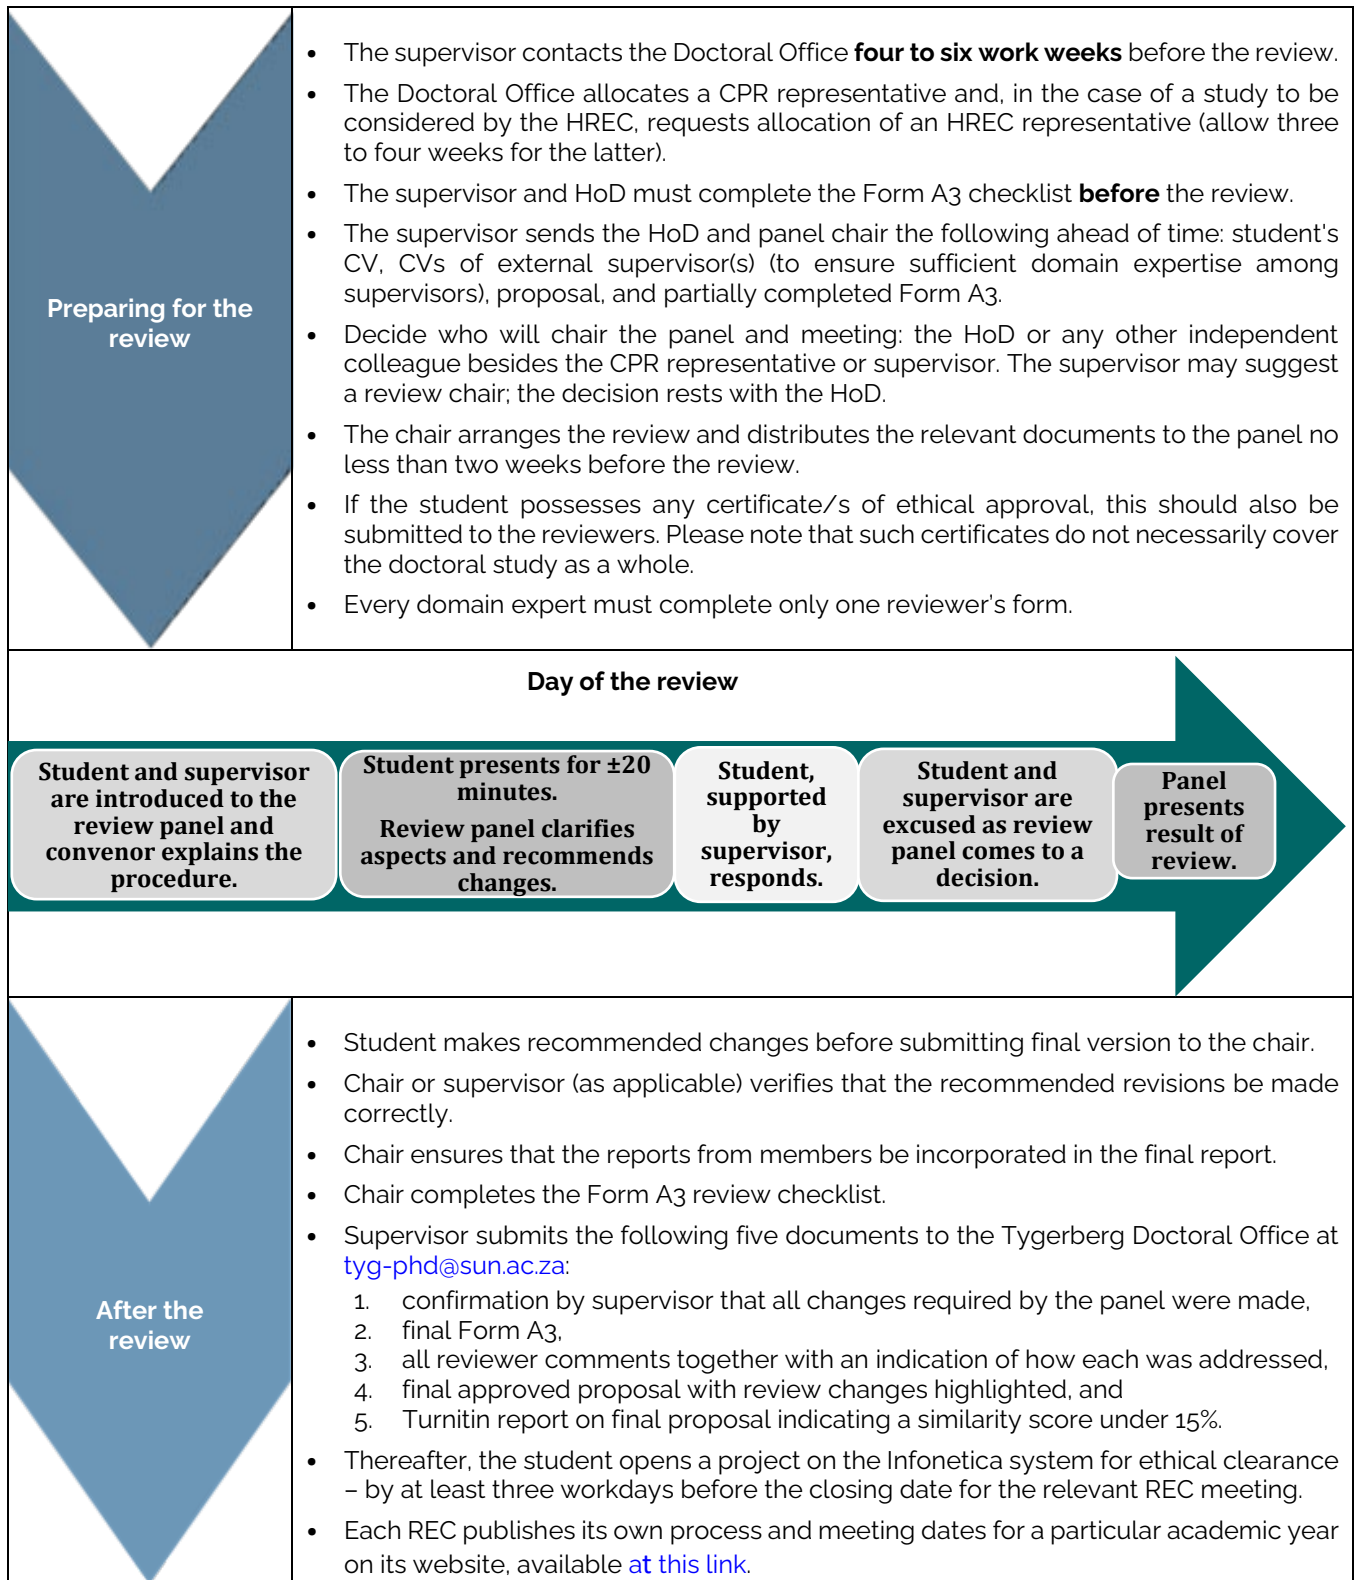 Preparing for the
review
• The supervisor contacts the Doctoral Office four to six work weeks before the review.
• The Doctoral Office allocates a CPR representative and, in the case of a study to be
considered by the HREC, requests allocation of an HREC representative (allow three
to four weeks for the latter).
• The supervisor and HoD must complete the Form A3 checklist before the review.
• The supervisor sends the HoD and panel chair the following ahead of time: student's
CV, CVs of external supervisor(s) (to ensure sufficient domain expertise among
supervisors), proposal, and partially completed Form A3.
• Decide who will chair the panel and meeting: the HoD or any other independent
colleague besides the CPR representative or supervisor. The supervisor may suggest
a review chair; the decision rests with the HoD.
• The chair arranges the review and distributes the relevant documents to the panel no
less than two weeks before the review.
• If the student possesses any certificate/s of ethical approval, this should also be
submitted to the reviewers. Please note that such certificates do not necessarily cover
the doctoral study as a whole.
• Every domain expert must complete only one reviewer’s form.
Day of the review
Student and supervisor
are introduced to the
review panel and
convenor explains the
procedure.
Student presents for ±20
minutes.
Review panel clarifies
aspects and recommends
changes.
Student,
supported
by
supervisor,
responds.
Student and
supervisor are
excused as review
panel comes to a
decision.
Panel
presents
result of
review.
After the
review
• Student makes recommended changes before submitting final version to the chair.
• Chair or supervisor (as applicable) verifies that the recommended revisions be made
correctly.
• Chair ensures that the reports from members be incorporated in the final report.
• Chair completes the Form A3 review checklist.
• Supervisor submits the following five documents to the Tygerberg Doctoral Office at
tyg-phd@sun.ac.za:
1. confirmation by supervisor that all changes required by the panel were made,
2. final Form A3,
3. all reviewer comments together with an indication of how each was addressed,
4. final approved proposal with review changes highlighted, and
5. Turnitin report on final proposal indicating a similarity score under 15%.
• Thereafter, the student opens a project on the Infonetica system for ethical clearance
– by at least three workdays before the closing date for the relevant REC meeting.
• Each REC publishes its own process and meeting dates for a particular academic year
on its website, available at this link.